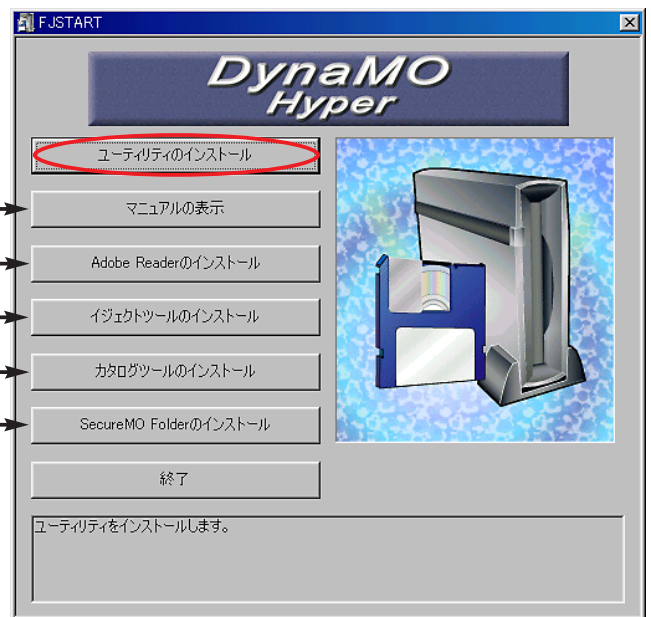 FJSTART
DynaMO
Hyper
ユーティリティのインストール
マニュアルの表示
Adobe Readerのインストール
イジェクトツールのインストール
カタログツールのインストール
SecureMO Folderのインストール
終了
ユーティリティをインストールします。